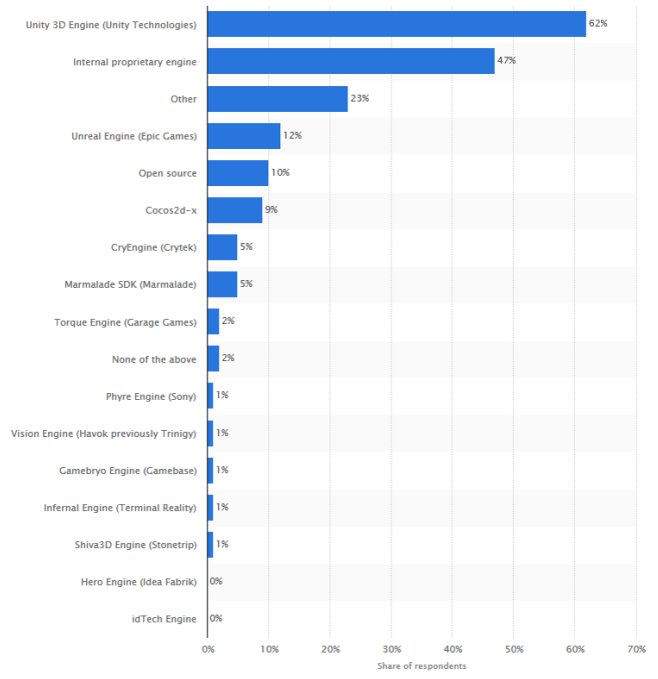 Unity 3D Engine (Unity Technologies) 62%
Internal proprietary engine 47%
Other 23%
Unreal Engine (Epic Games) 12%
Open source 10%
Cocos2d-x 9%
CryEngine (Crytek) 5%
Marmalade SDK (Marmalade) 5%
Torque Engine (Garage Games) 2%
None of the above 2%
Phyre Engine (Sony) 1%
Vision Engine (Havok previously Trinigy) 1%
Gamebryo Engine (Gamebase) 1%
Infernal Engine (Terminal Reality) 1%
Shiva3D Engine (Stonetrip) 1%
Hero Engine (Idea Fabrik) 0%
idTech Engine 0%
0% 10% 20% 30% 40% 50% 60% 70%
Share of respondents